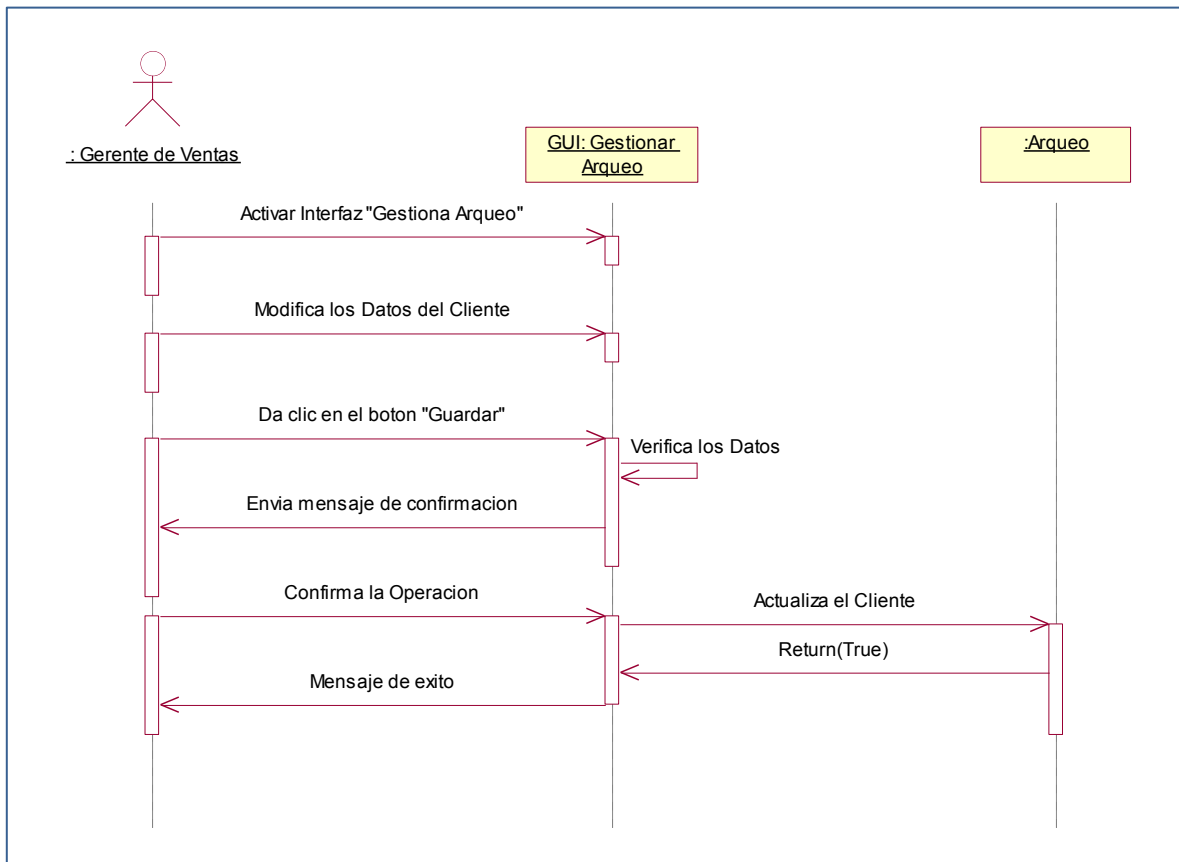 : Gerente de Ventas
GUI: Gestionar
Arqueo
:Arqueo
Activar Interfaz "Gestiona Arqueo"
Modifica los Datos del Cliente
Da clic en el boton "Guardar"
Verifica los Datos
Envia mensaje de confirmacion
Confirma la Operacion
Actualiza el Cliente
Return(True)
Mensaje de exito